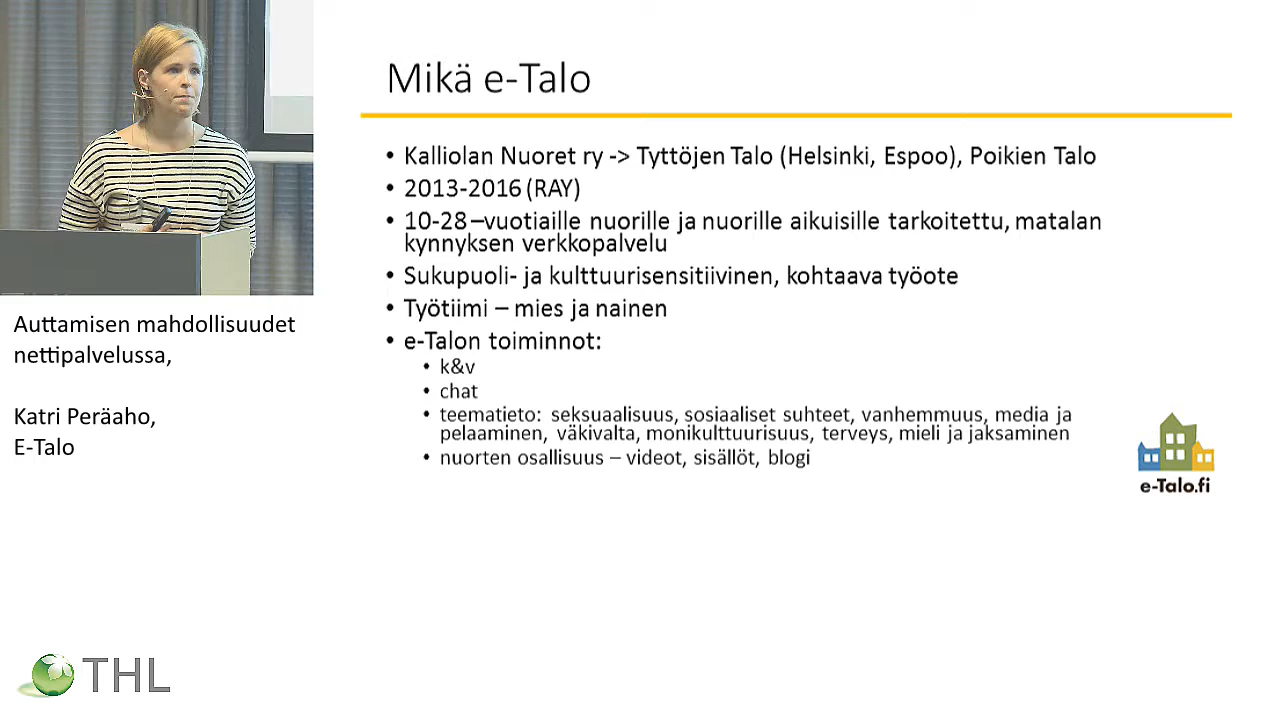 Mikä e-Talo
• Kalliolan Nuoret ry -> Tyttöjen Talo (Helsinki, Espoo), Poikien Talo
• 2013-2016 (RAY)
• 10-28 –vuotiaille nuorille ja nuorille aikuisille tarkoitettu, matalan
kynnyksen verkkopalvelu
• Sukupuoli- ja kulttuurisensitiivinen, kohtaava työote
• Työtiimi – mies ja nainen
• e-Talon toiminnot:
• k&v
• chat
• teematieto: seksuaalisuus, sosiaaliset suhteet, vanhemmuus, media ja
pelaaminen, väkivalta, monikulttuurisuus, terveys, mieli ja jaksaminen
• nuorten osallisuus – videot, sisällöt, blogi
e-Talo.fi
Auttamisen mahdollisuudet
nettipalvelussa,
Katri Peräaho,
E-Talo
THL